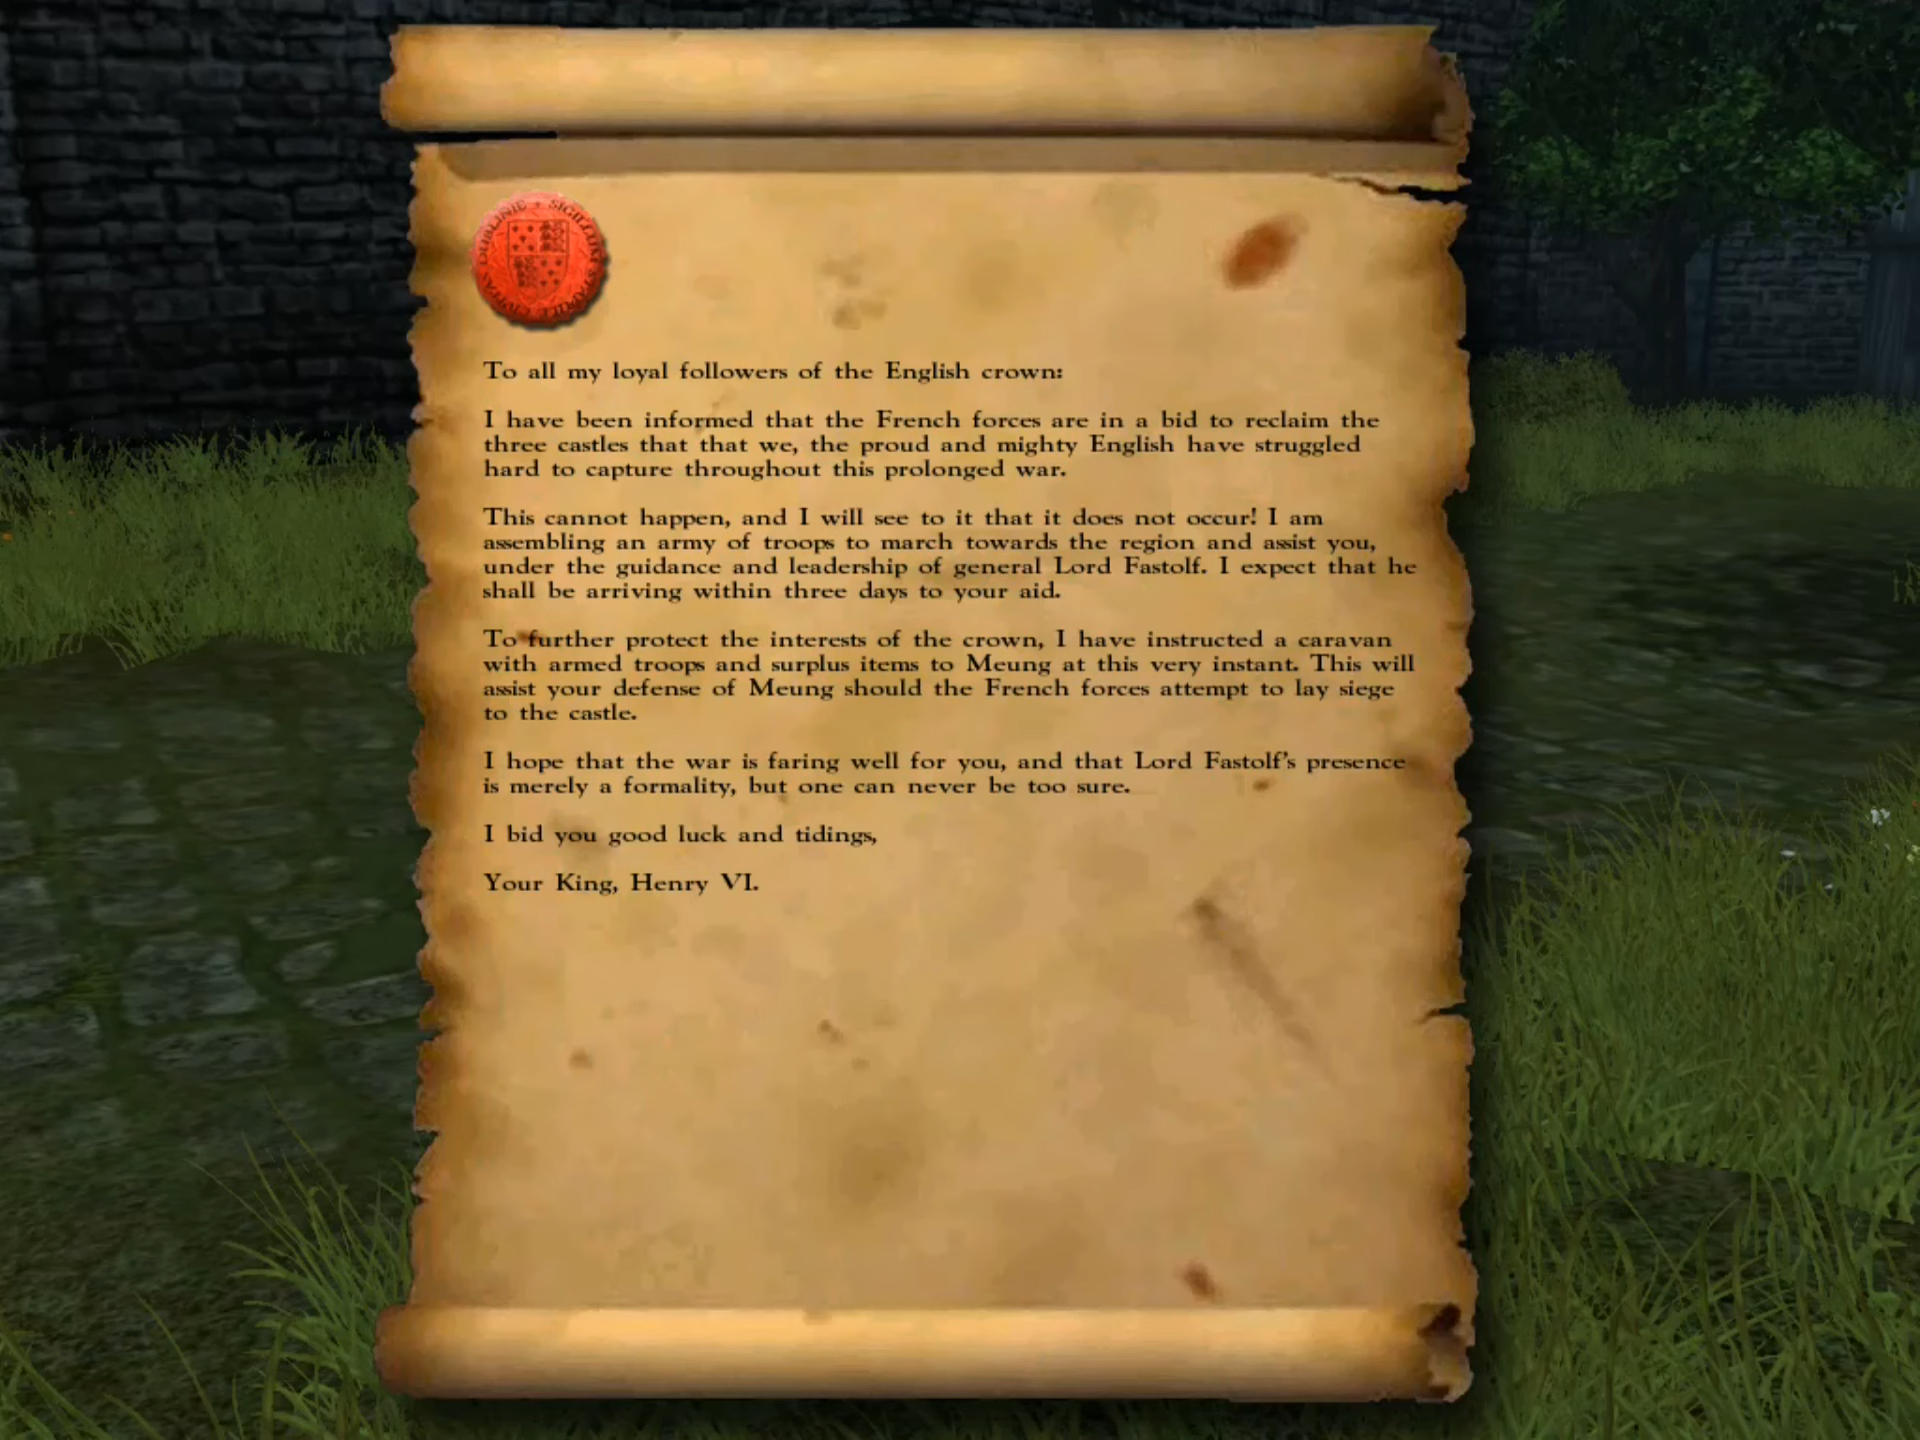 To all my loyal followers of the English crown:
I have been informed that the French forces are in a bid to reclaim the
three castles that that we, the proud and mighty English have struggled
hard to capture throughout this prolonged war.
This cannot happen, and I will see to it that it does not occur! I am
assembling an army of troops to march towards the region and assist you,
under the guidance and leadership of general Lord Fastolf. I expect that he
shall be arriving within three days to your aid.
To further protect the interests of the crown, I have instructed a caravan
with armed troops and surplus items to Meung at this very instant. This will
assist your defense of Meung should the French forces attempt to lay siege
to the castle.
I hope that the war is faring well for you, and that Lord Fastolf's presence
is merely a formality, but one can never be too sure.
I bid you good luck and tidings,
Your King, Henry VI.